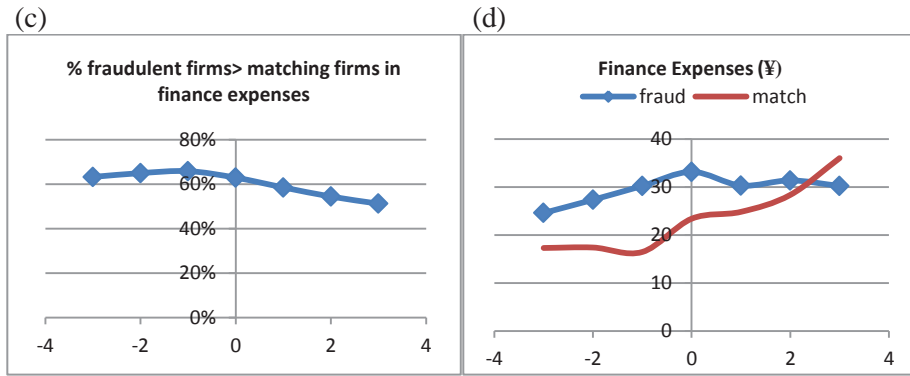 (c)
% fraudulent firms> matching firms in
finance expenses
80%
60%
40%
20%
0%
-4 -2 0 2 4
(d)
Finance Expenses (¥)
fraud match
40
30
20
10
0
-4 -2 0 2 4